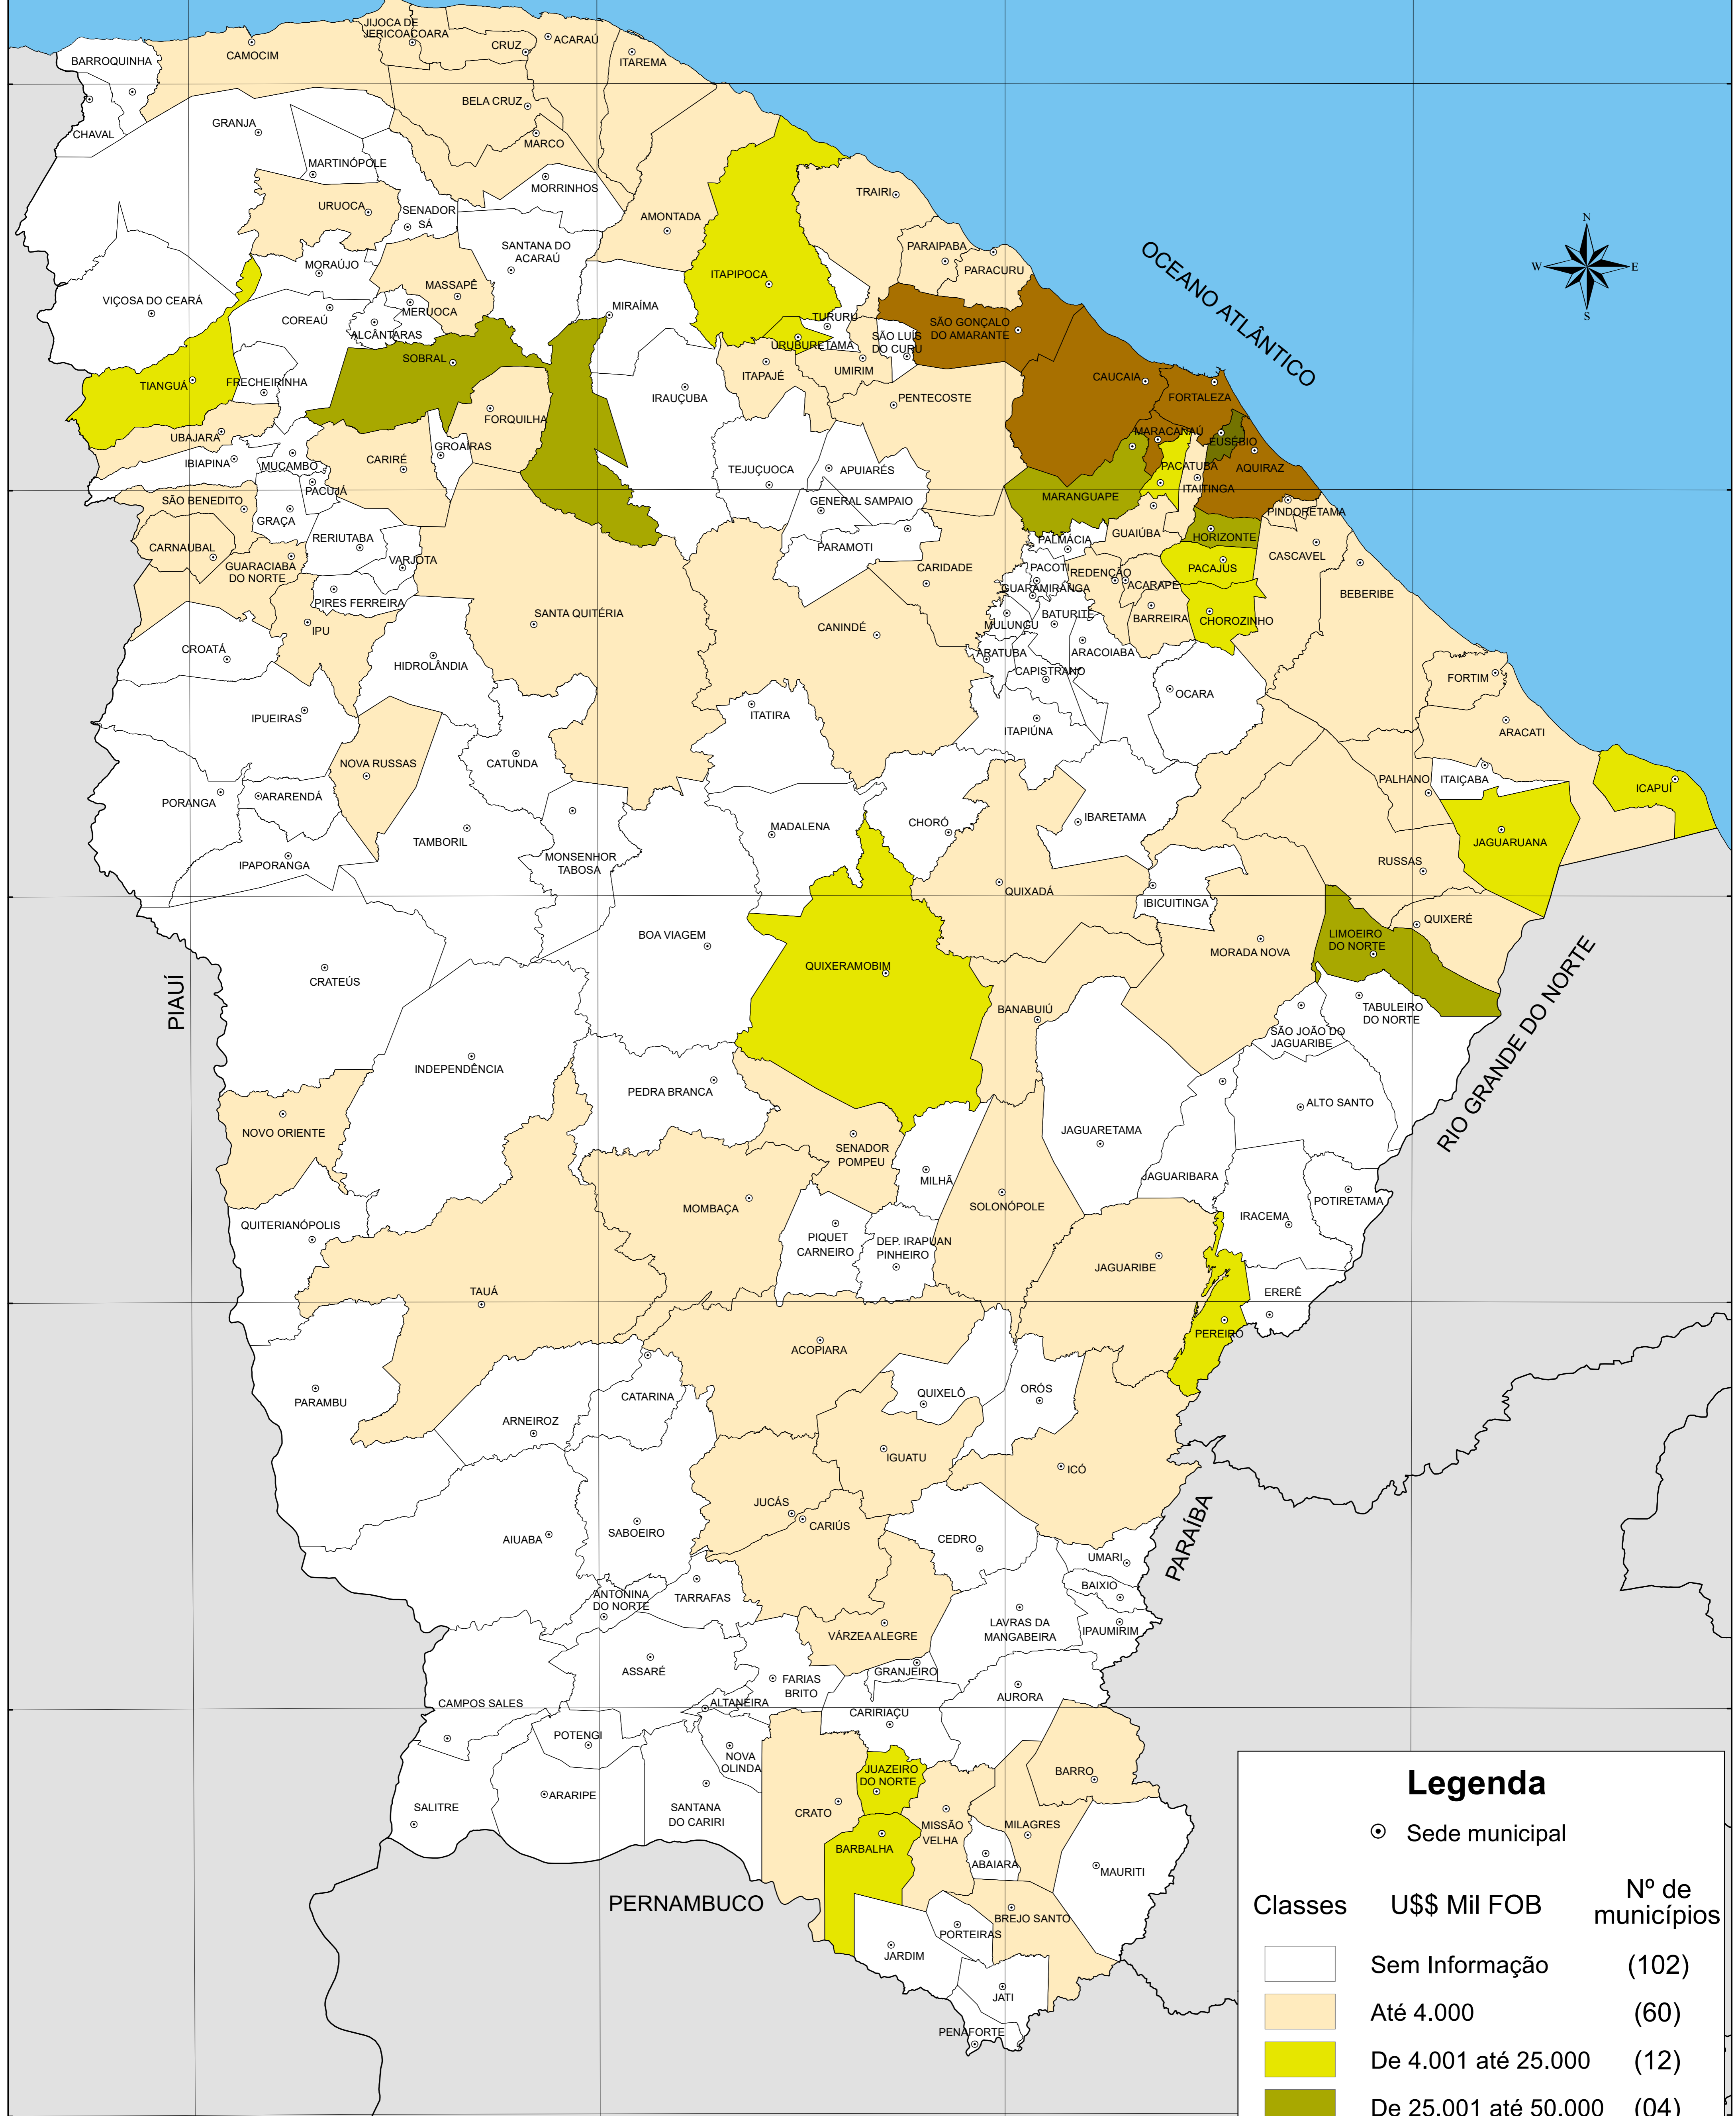 JIJOCA DE
JERICOACOARA
CRUZ
ACARAÚ
ITAREMA
BARROQUINHA
CAMOCIM
CHAVAL
GRANJA
BELA CRUZ
MARCO
MARTINÓPOLE
MORRINHOS
URUOCA
SENADOR
SÁ
AMONTADA
TRAIRI
N
W
E
S
OCEANO ATLÂNTICO
PARAIPABA
PARACURU
SANTANA DO
ACARAÚ
MORAÚJO
MASSAPÊ
ITAPIPOCA
VIÇOSA DO CEARÁ
MERUOCA
MIRAÍMA
COREAÚ
ALCÂNTARAS
TURURU
URUBURETAMA
SÃO LUÍS
DO CURU
SÃO GONÇALO
DO AMARANTE
SOBRAL
UMIRIM
ITAPAJÉ
TIANGUÁ
FRECHEIRINHA
IRAUÇUBA
PENTECOSTE
CAUCAIA
FORTALEZA
FORQUILHA
UBAJARA
GROAÍRAS
MARACANAÚ
EUSÉBIO
IBIAPINA
MUCAMBO
CARIRÉ
TEJUÇUOCA
APUIARÉS
PACATUBA
AQUIRAZ
ITAITINGA
PACUJÁ
MARANGUAPE
SÃO BENEDITO
GENERAL SAMPAIO
PINDORETAMA
GRAÇA
RERIUTABA
PARAMOTI
PALMÁCIA
GUAIÚBA
HORIZONTE
CARNAUBAL
VARJOTA
CASCAVEL
GUARACIABA
DO NORTE
CARIDADE
PACOTI
REDENÇÃO
PACAJUS
GUARAMIRANGA
ACARAPE
BEBERIBE
PIRES FERREIRA
SANTA QUITÉRIA
CANINDÉ
MULUNGU
BATURITÉ
BARREIRA
CHOROZINHO
IPU
CROATÁ
HIDROLÂNDIA
ARATUBA
ARACOIABA
CAPISTRANO
FORTIM
OCARA
IPUEIRAS
ITATIRA
ITAPIÚNA
ARACATI
NOVA RUSSAS
CATUNDA
PALHANO
ITAIÇABA
ICAPUÍ
PORANGA
ARARENDÁ
MADALENA
CHORÓ
IBARETAMA
TAMBORIL
JAGUARUANA
IPAPORANGA
MONSENHOR
TABOSA
RUSSAS
QUIXADÁ
IBICUITINGA
QUIXERÉ
BOA VIAGEM
LIMOEIRO
DO NORTE
MORADA NOVA
QUIXERAMOBIM
CRATEÚS
PIAUÍ
BANABUIÚ
TABULEIRO
DO NORTE
SÃO JOÃO DO
JAGUARIBE
RIO GRANDE DO NORTE
INDEPENDÊNCIA
PEDRA BRANCA
ALTO SANTO
NOVO ORIENTE
JAGUARETAMA
SENADOR
POMPEU
MILHÃ
JAGUARIBARA
POTIRETAMA
MOMBAÇA
SOLONÓPOLE
IRACEMA
QUITERIANÓPOLIS
PIQUET
CARNEIRO
DEP. IRAPUAN
PINHEIRO
JAGUARIBE
TAUÁ
ERERÊ
PEREIRO
ACOPIARA
PARAMBU
CATARINA
QUIXELÔ
ORÓS
ARNEIROZ
IGUATU
ICÓ
JUCÁS
CARIÚS
SABOEIRO
AIUABA
CEDRO
PARAÍBA
UMARI
BAIXIO
ANTONINA
DO NORTE
TARRAFAS
LAVRAS DA
MANGABEIRA
IPAUMIRIM
VÁRZEA ALEGRE
ASSARÉ
FARIAS
BRITO
GRANJEIRO
AURORA
CAMPOS SALES
ALTANEIRA
CARIRIAÇU
POTENGI
NOVA
OLINDA
JUAZEIRO
DO NORTE
BARRO
ARARIPE
SALITRE
SANTANA
DO CARIRI
CRATO
MISSÃO
VELHA
MILAGRES
BARBALHA
ABAIARA
MAURITI
PERNAMBUCO
BREJO SANTO
PORTEIRAS
JARDIM
JATI
PENAFORTE
Legenda
Sede municipal
Classes U$$ Mil FOB Nº de
municípios
Sem Informação (102)
Até 4.000 (60)
De 4.001 até 25.000 (12)
De 25.001 até 50.000 (04)